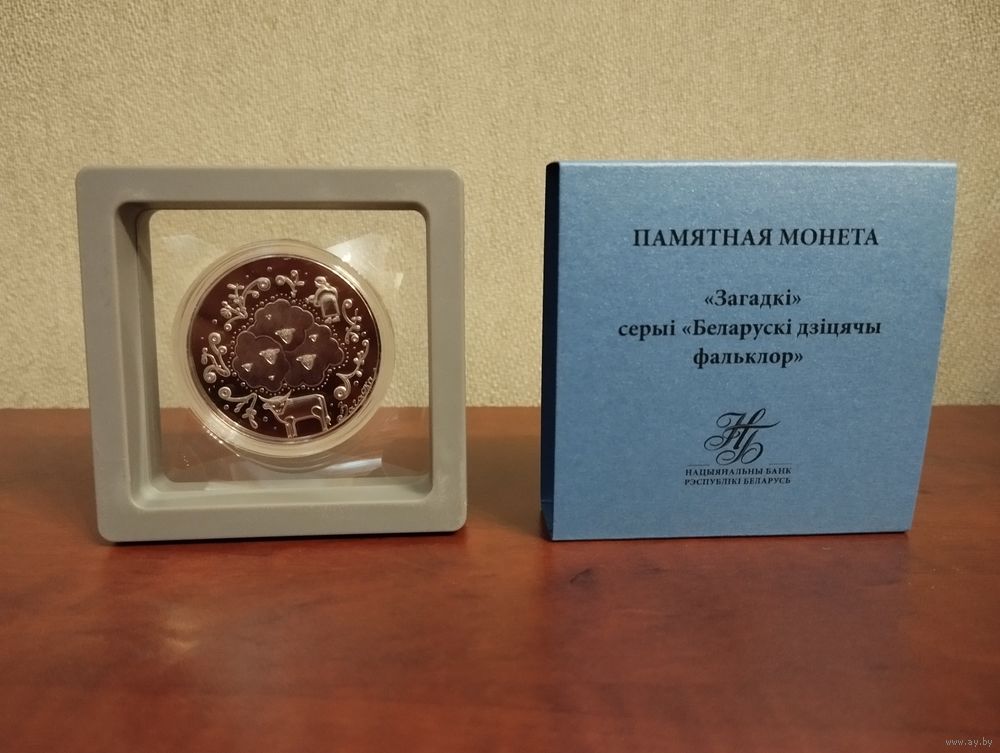 ПАМЯТНАЯ МОНЕТА
«Загадкі»
серыі «Беларускі дзіцячы
фальклор»
НБ
НАЦЫЯНАЛЬНЫ БАНК
РЭСПУБЛІКІ БЕЛАРУСЬ
www.ay.by